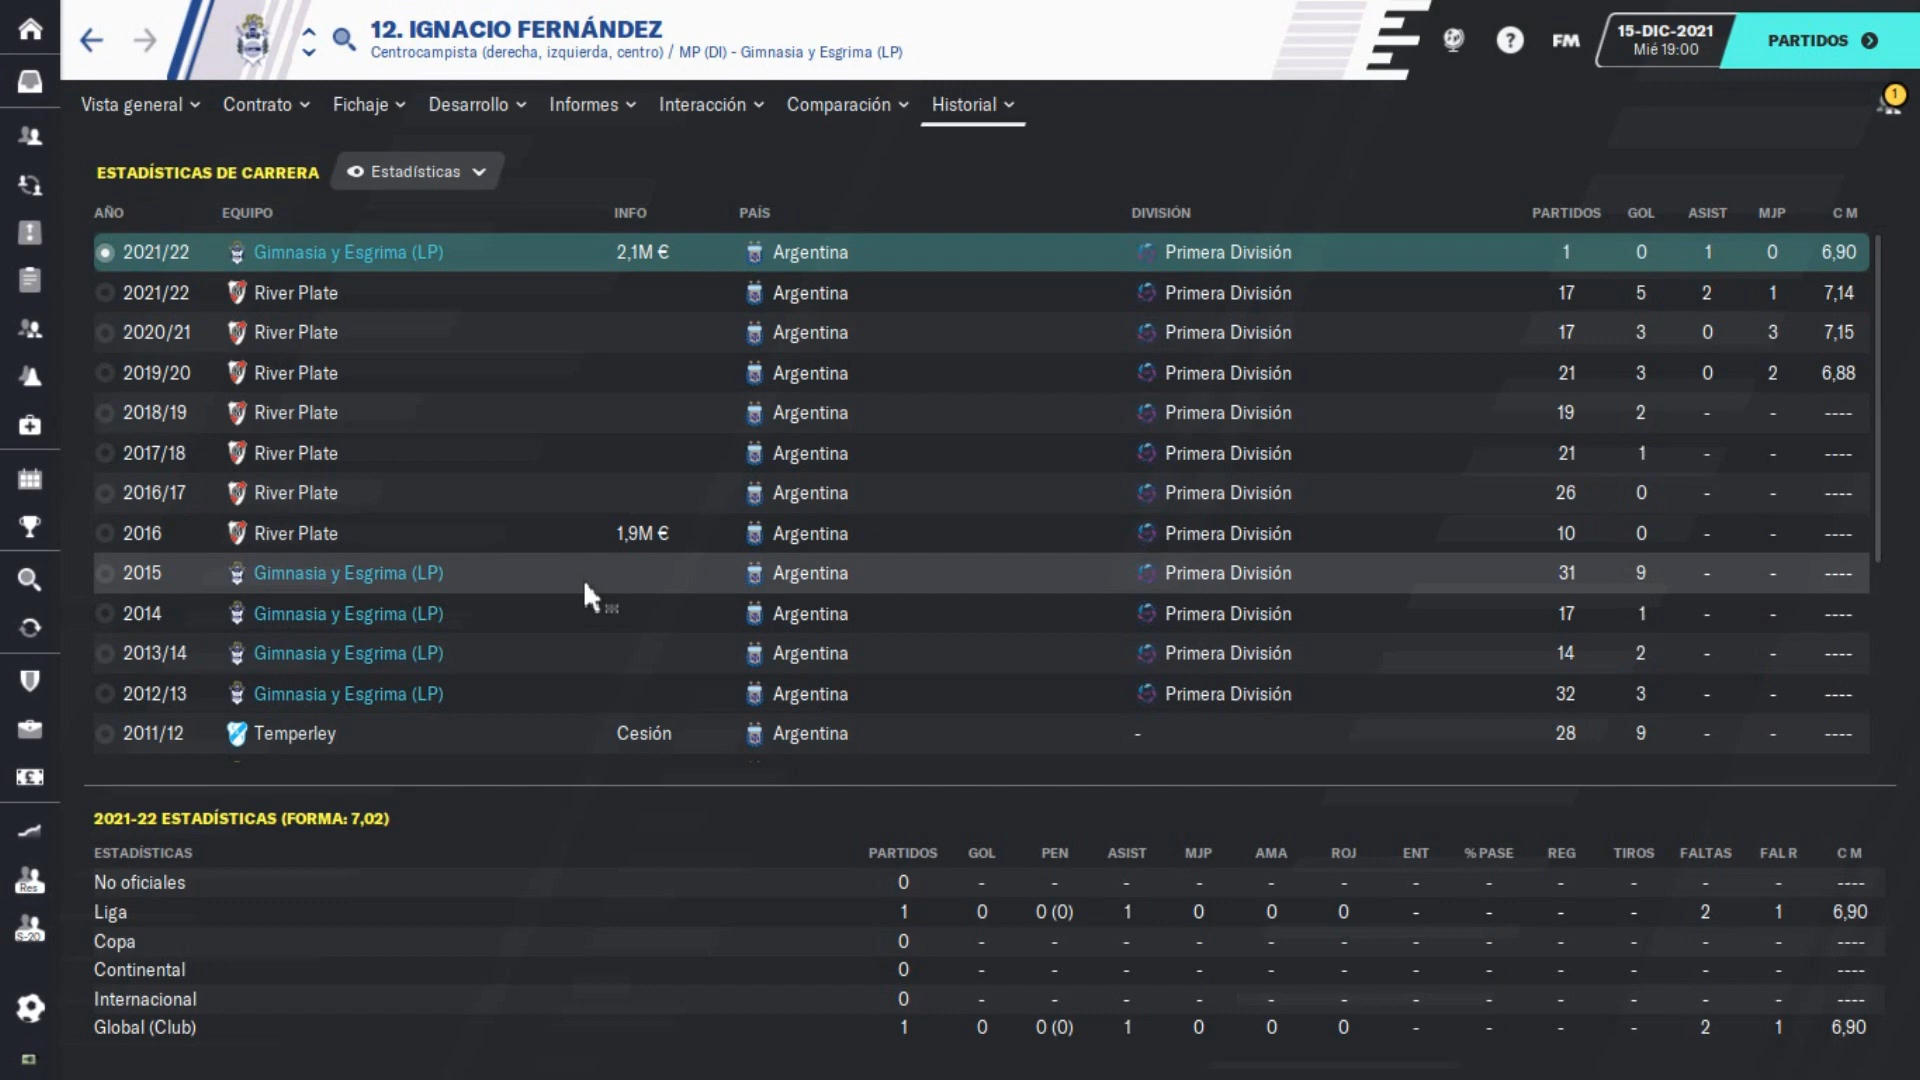 12. IGNACIO FERNÁNDEZ
Centrocampista (derecha, izquierda, centro) / MP (DI) - Gimnasia y Esgrima (LP)
FM
15-DIC-2021
Mié 19:00
PARTIDOS
Vista general Contrato Fichaje Desarrollo Informes Interacción Comparación Historial
1
ESTADÍSTICAS DE CARRERA Estadísticas
AÑO EQUIPO INFO PAÍS DIVISIÓN PARTIDOS GOL ASIST MJP C M
2021/22 Gimnasia y Esgrima (LP) 2,1M € Argentina Primera División 1 0 1 0 6,90
2021/22 River Plate Argentina Primera División 17 5 2 1 7,14
2020/21 River Plate Argentina Primera División 17 3 0 3 7,15
2019/20 River Plate Argentina Primera División 21 3 0 2 6,88
2018/19 River Plate Argentina Primera División 19 2 - - ----
2017/18 River Plate Argentina Primera División 21 1 - - ----
2016/17 River Plate Argentina Primera División 26 0 - - ----
2016 River Plate 1,9M € Argentina Primera División 10 0 - - ----
2015 Gimnasia y Esgrima (LP) Argentina Primera División 31 9 - - ----
2014 Gimnasia y Esgrima (LP) Argentina Primera División 17 1 - - ----
2013/14 Gimnasia y Esgrima (LP) Argentina Primera División 14 2 - - ----
2012/13 Gimnasia y Esgrima (LP) Argentina Primera División 32 3 - - ----
2011/12 Temperley Cesión Argentina - 28 9 - - ----
2021-22 ESTADÍSTICAS (FORMA: 7,02)
ESTADÍSTICAS PARTIDOS GOL PEN ASIST MJP AMA ROJ ENT % PASE REG TIROS FALTAS FAL R C M
No oficiales 0 - - - - - - - - - - - - ----
Liga 1 0 0 (0) 1 0 0 0 - - - - 2 1 6,90
Copa 0 - - - - - - - - - - - - ----
Continental 0 - - - - - - - - - - - - ----
Internacional 0 - - - - - - - - - - - - ----
Global (Club) 1 0 0 (0) 1 0 0 0 - - - - 2 1 6,90
Res
S-20